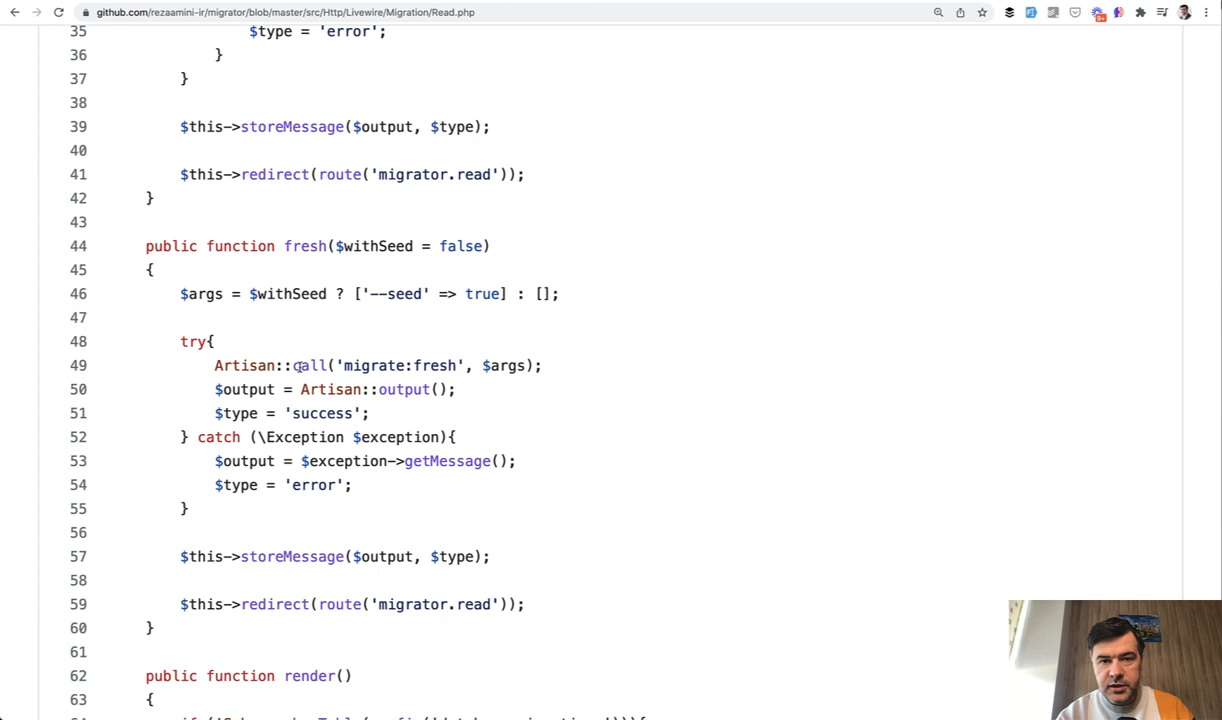 github.com/rezaamini-ir/migrator/blob/master/src/Http/Livewire/Migration/Read.php
9+
35 $type = 'error';
36 }
37 }
38
39 $this->storeMessage($output, $type);
40
41 $this->redirect(route('migrator.read'));
42 }
43
44 public function fresh($withSeed = false)
45 {
46 $args = $withSeed ? ['--seed' => true] : [];
47
48 try{
49 Artisan::call('migrate:fresh', $args);
50 $output = Artisan::output();
51 $type = 'success';
52 } catch (\Exception $exception){
53 $output = $exception->getMessage();
54 $type = 'error';
55 }
56
57 $this->storeMessage($output, $type);
58
59 $this->redirect(route('migrator.read'));
60 }
61
62 public function render()
63 {